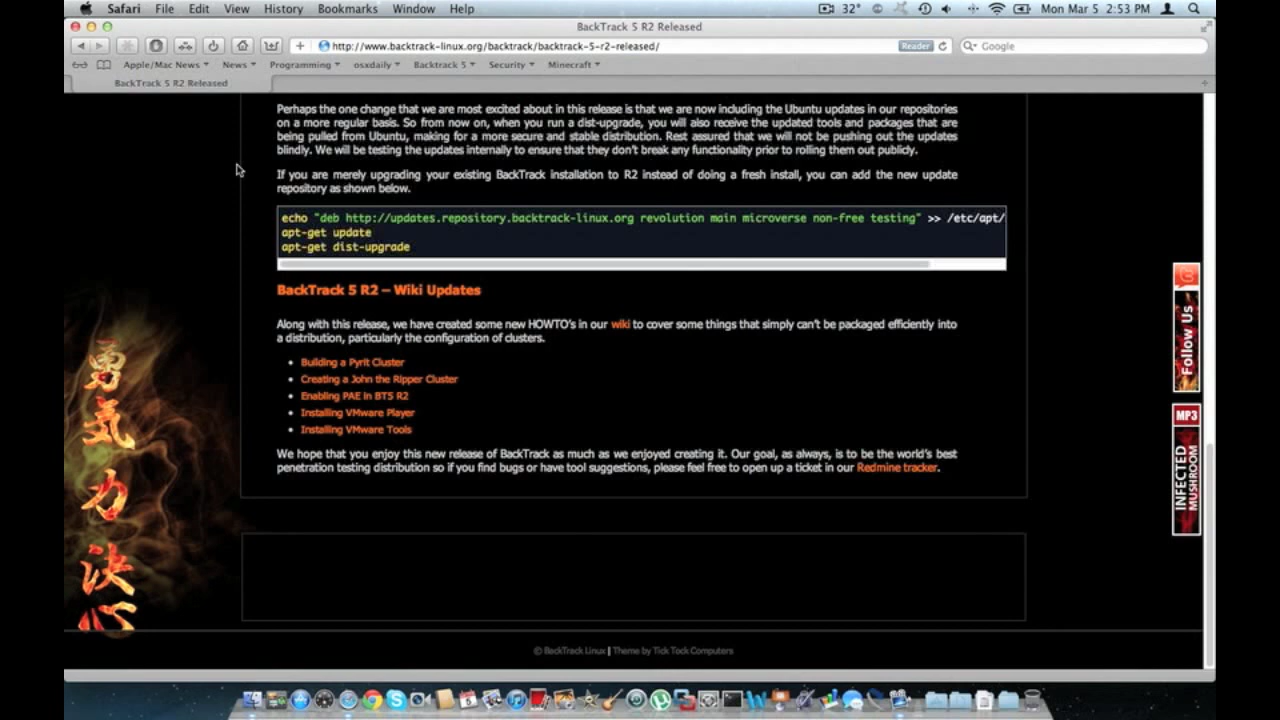 Safari File Edit View History Bookmarks Window Help 32° Mon Mar 5 2:53 PM
BackTrack 5 R2 Released
http://www.backtrack-linux.org/backtrack/backtrack-5-r2-released/ Reader Google
Apple/Mac News News Programming osxdaily Backtrack 5 Security Minecraft
BackTrack 5 R2 Released
Perhaps the one change that we are most excited about in this release is that we are now including the Ubuntu updates in our repositories
on a more regular basis. So from now on, when you run a dist-upgrade, you will also receive the updated tools and packages that are
being pulled from Ubuntu, making for a more secure and stable distribution. Rest assured that we will not be pushing out the updates
blindly. We will be testing the updates internally to ensure that they don't break any functionality prior to rolling them out publicly.
If you are merely upgrading your existing BackTrack installation to R2 instead of doing a fresh install, you can add the new update
repository as shown below.
echo "deb http://updates.repository.backtrack-linux.org revolution main microverse non-free testing" >> /etc/apt/
apt-get update
apt-get dist-upgrade
BackTrack 5 R2 – Wiki Updates
Along with this release, we have created some new HOWTO's in our wiki to cover some things that simply can't be packaged efficiently into
a distribution, particularly the configuration of clusters.
• Building a Pyrit Cluster
• Creating a John the Ripper Cluster
• Enabling PAE in BT5 R2
• Installing VMware Player
• Installing VMware Tools
We hope that you enjoy this new release of BackTrack as much as we enjoyed creating it. Our goal, as always, is to be the world's best
penetration testing distribution so if you find bugs or have tool suggestions, please feel free to open up a ticket in our Redmine tracker.
勇
気
力
決
心
Follow Us
MP3
INFECTED
MUSHROOM
© BackTrack Linux | Theme by Tick Tock Computers